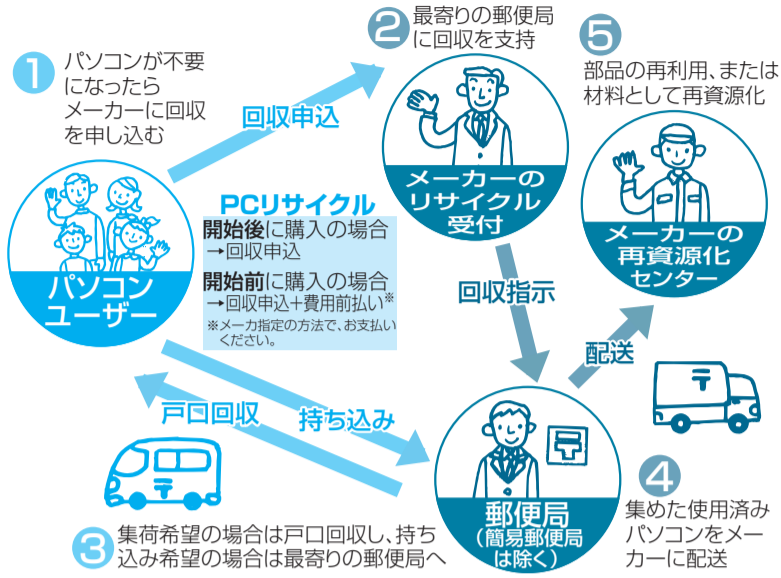 1
パソコンが不要
になったら
メーカーに回収
を申し込む
回収申込
2
最寄りの郵便局
に回収を支持
メーカーの
リサイクル
受付
5
部品の再利用、または
材料として再資源化
メーカーの
再資源化
センター
パソコン
ユーザー
PCリサイクル
開始後に購入の場合
→回収申込
開始前に購入の場合
→回収申込+費用前払い※
※メーカ指定の方法で、お支払い
ください。
回収指示
配送
戸口回収
持ち込み
〒
〒
〒
郵便局
(簡易郵便局
は除く)
3
集荷希望の場合は戸口回収し、持ち
込み希望の場合は最寄りの郵便局へ
4
集めた使用済み
パソコンをメー
カーに配送